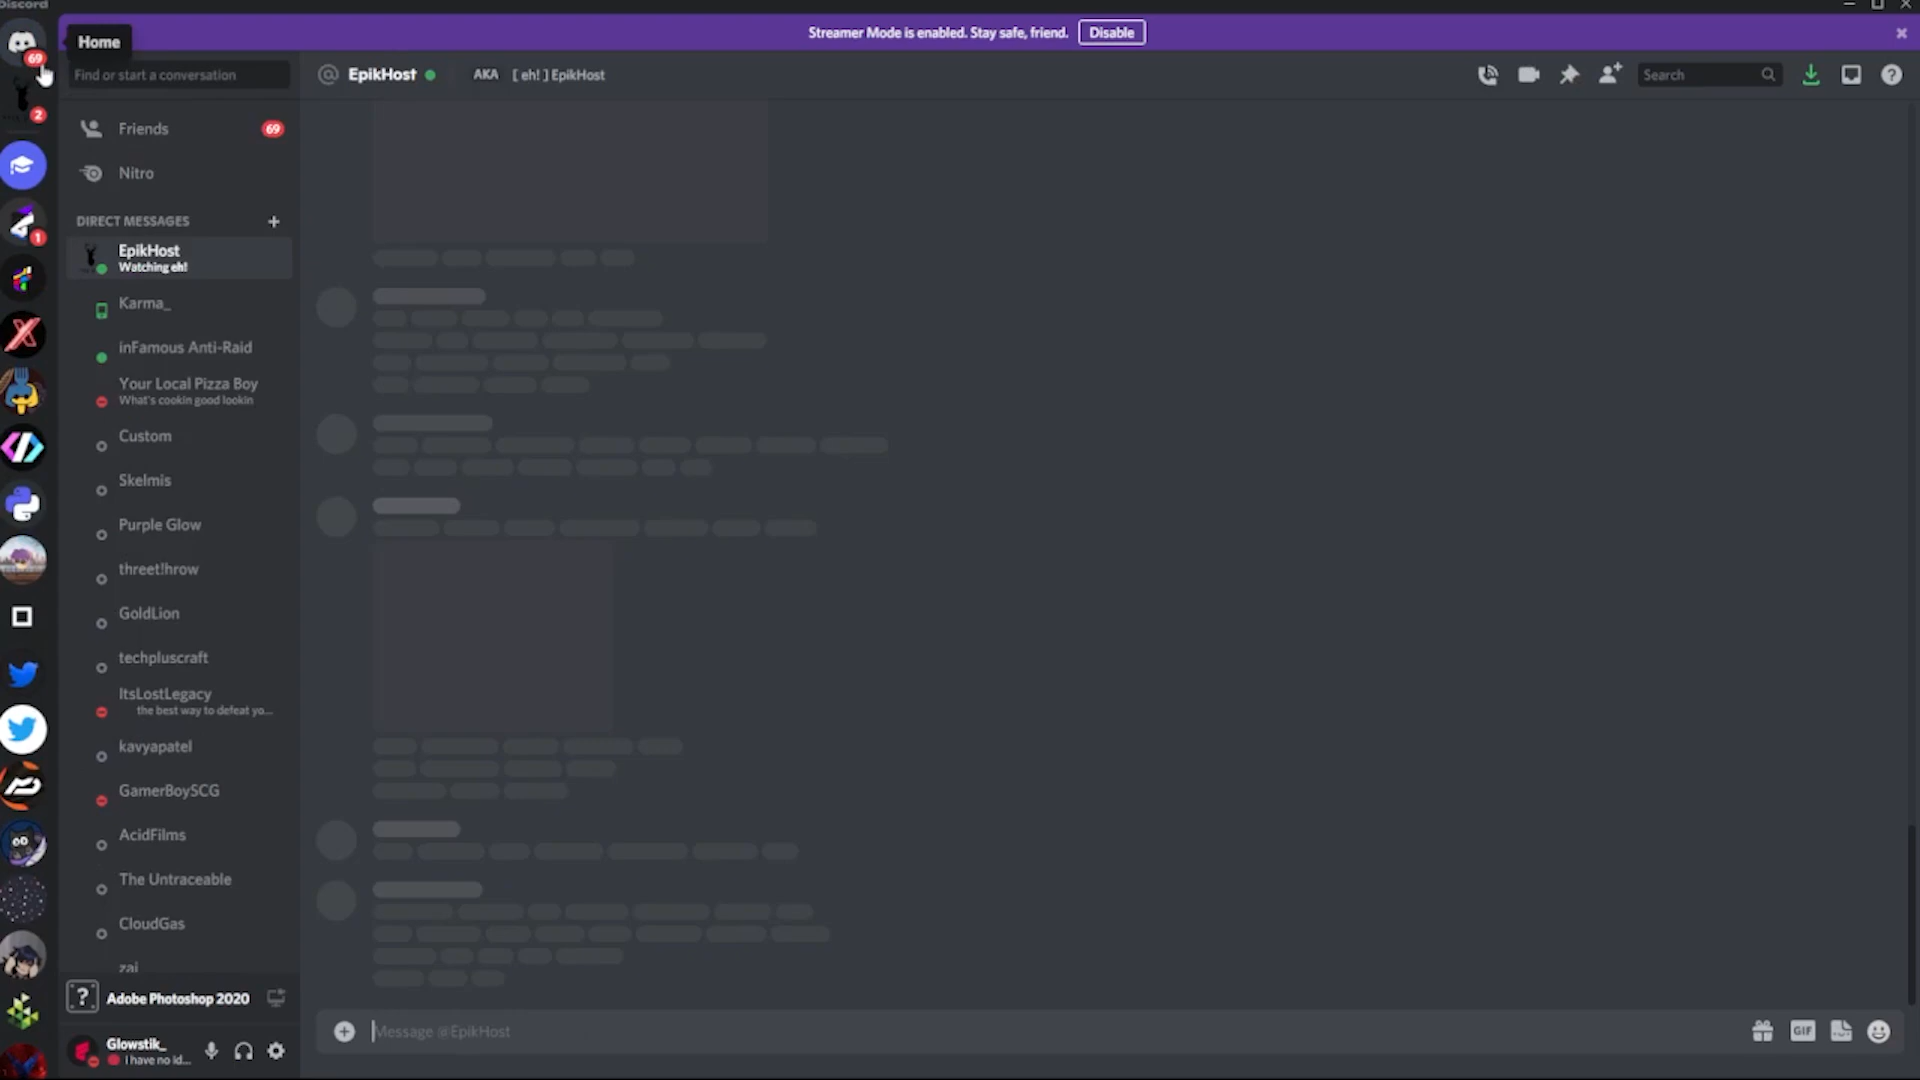 Discord
Streamer Mode is enabled. Stay safe, friend.
Disable
Home
69
Find or start a conversation
EpikHost
AKA
[ eh! ] EpikHost
Search
2
Friends
69
Nitro
1
DIRECT MESSAGES
EpikHost
Watching eh!
Karma_
inFamous Anti-Raid
Your Local Pizza Boy
What's cookin good lookin
Custom
Skelmis
Purple Glow
threet!hrow
GoldLion
techpluscraft
ItsLostLegacy
the best way to defeat yo...
kavyapatel
GamerBoySCG
AcidFilms
The Untraceable
CloudGas
zai
Adobe Photoshop 2020
Message @EpikHost
GIF
Glowstik_
I have no id...